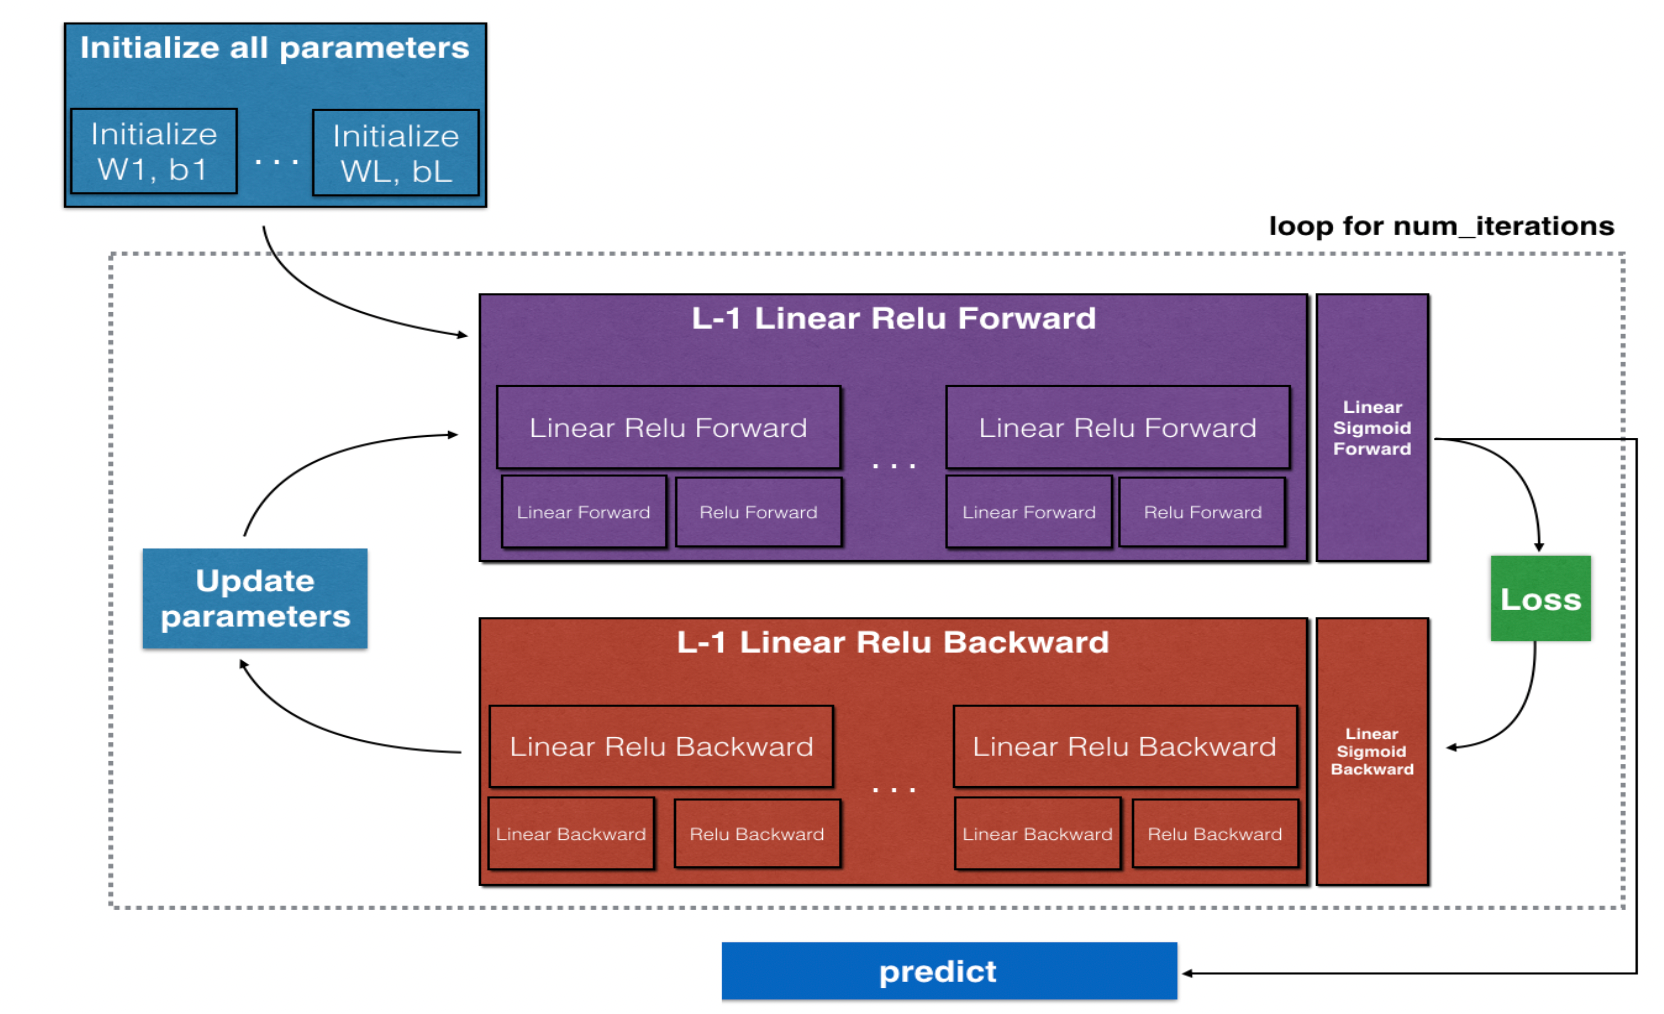 Initialize all parameters
Initialize
W1, b1
. . .
Initialize
WL, bL
loop for num_iterations
L-1 Linear Relu Forward
Linear Relu Forward
. . .
Linear Relu Forward
Linear Forward
Relu Forward
Linear Forward
Relu Forward
Linear
Sigmoid
Forward
Update
parameters
Loss
L-1 Linear Relu Backward
Linear Relu Backward
. . .
Linear Relu Backward
Linear Backward
Relu Backward
Linear Backward
Relu Backward
Linear
Sigmoid
Backward
predict